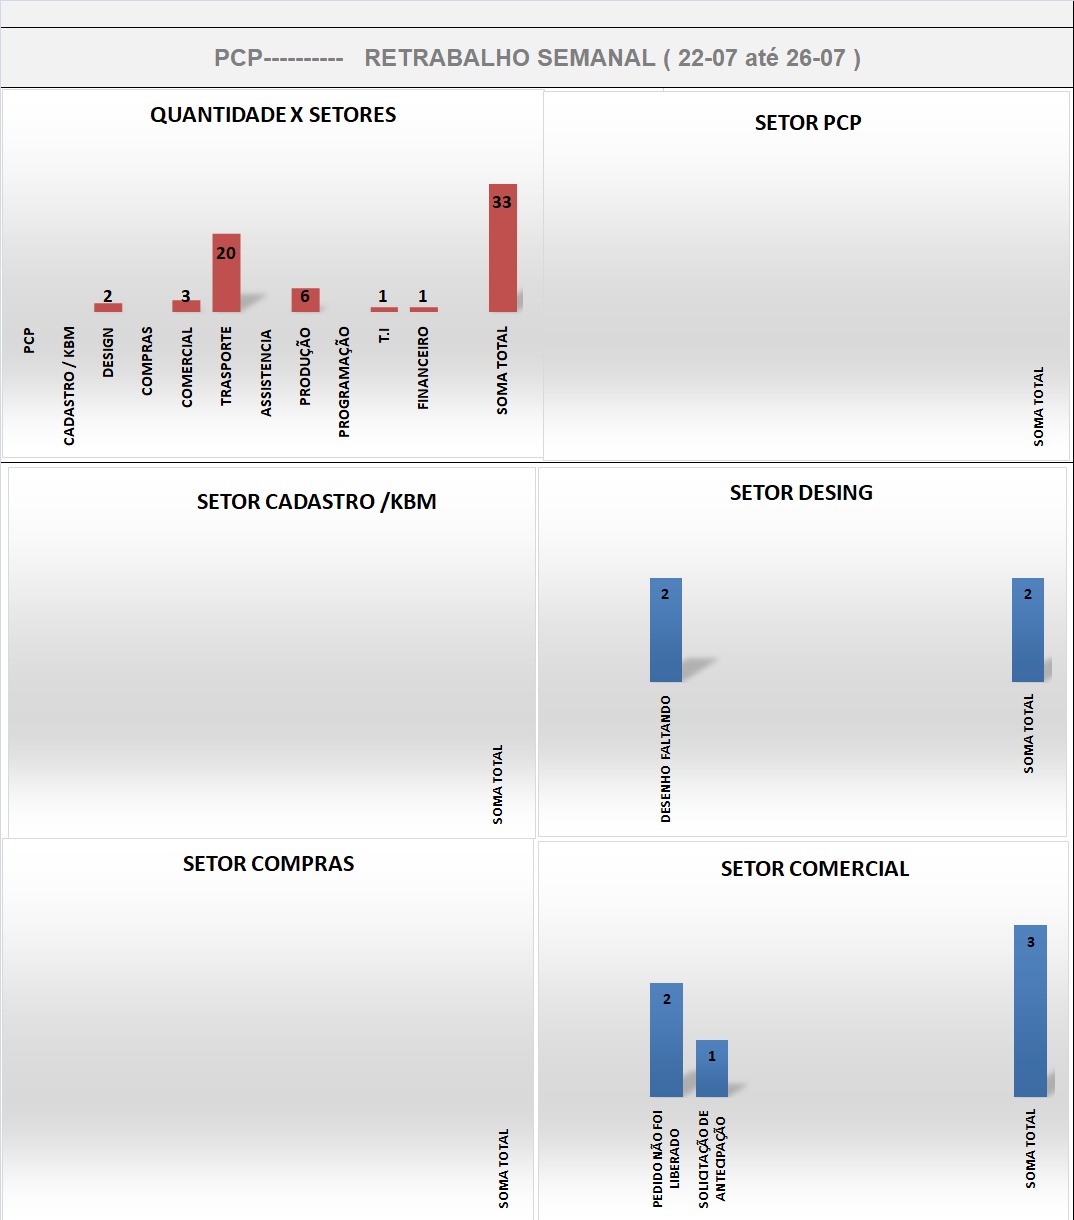 PCP---------- RETRABALHO SEMANAL ( 22-07 até 26-07 )
QUANTIDADE X SETORES
33
20
2
3
6
1
1
PCP
CADASTRO / KBM
DESIGN
COMPRAS
COMERCIAL
TRASPORTE
ASSISTENCIA
PRODUÇÃO
PROGRAMAÇÃO
T.I
FINANCEIRO
SOMA TOTAL
SETOR PCP
SOMA TOTAL
SETOR CADASTRO /KBM
SOMA TOTAL
SETOR DESING
2
2
DESENHO FALTANDO
SOMA TOTAL
SETOR COMPRAS
SOMA TOTAL
SETOR COMERCIAL
3
2
1
PEDIDO NÃO FOI
LIBERADO
SOLICITAÇÃO DE
ANTECIPAÇÃO
SOMA TOTAL